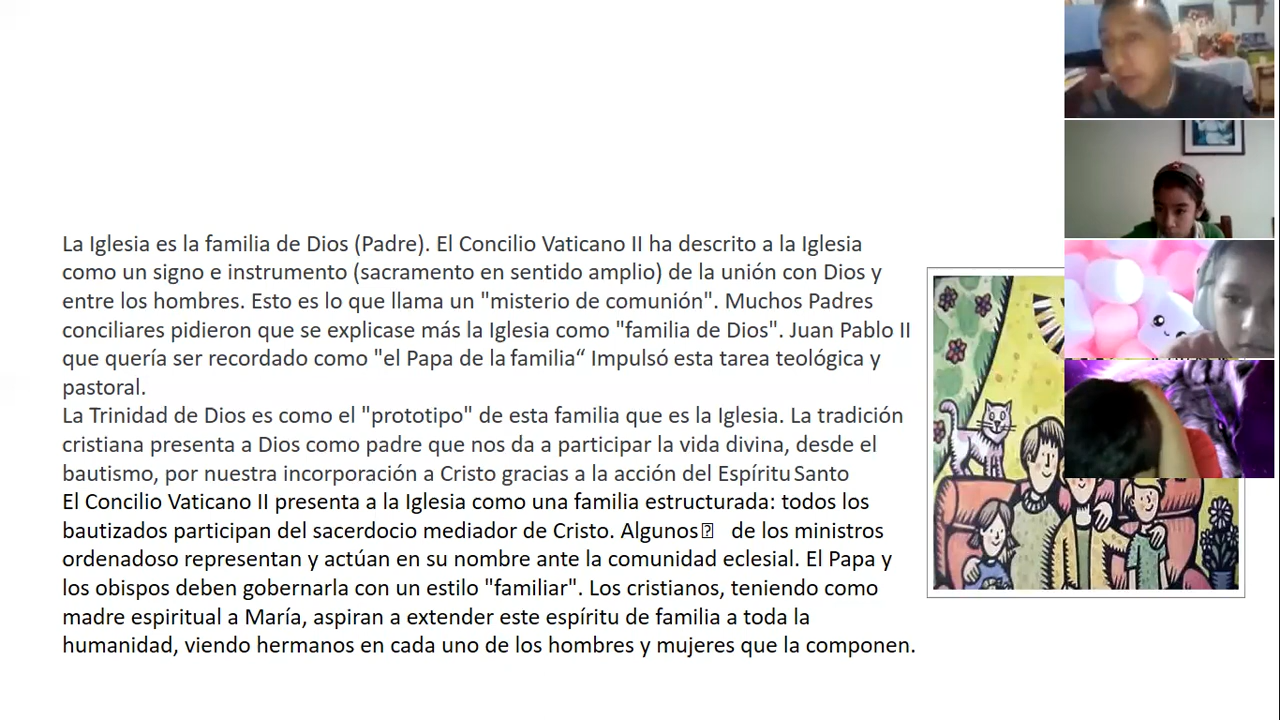 La Iglesia es la familia de Dios (Padre). El Concilio Vaticano II ha descrito a la Iglesia
como un signo e instrumento (sacramento en sentido amplio) de la unión con Dios y
entre los hombres. Esto es lo que llama un "misterio de comunión". Muchos Padres
conciliares pidieron que se explicase más la Iglesia como "familia de Dios". Juan Pablo II
que quería ser recordado como "el Papa de la familia“ Impulsó esta tarea teológica y
pastoral.
La Trinidad de Dios es como el "prototipo" de esta familia que es la Iglesia. La tradición
cristiana presenta a Dios como padre que nos da a participar la vida divina, desde el
bautismo, por nuestra incorporación a Cristo gracias a la acción del Espíritu Santo
El Concilio Vaticano II presenta a la Iglesia como una familia estructurada: todos los
bautizados participan del sacerdocio mediador de Cristo. Algunos de los ministros
ordenadoso representan y actúan en su nombre ante la comunidad eclesial. El Papa y
los obispos deben gobernarla con un estilo "familiar". Los cristianos, teniendo como
madre espiritual a María, aspiran a extender este espíritu de familia a toda la
humanidad, viendo hermanos en cada uno de los hombres y mujeres que la componen.